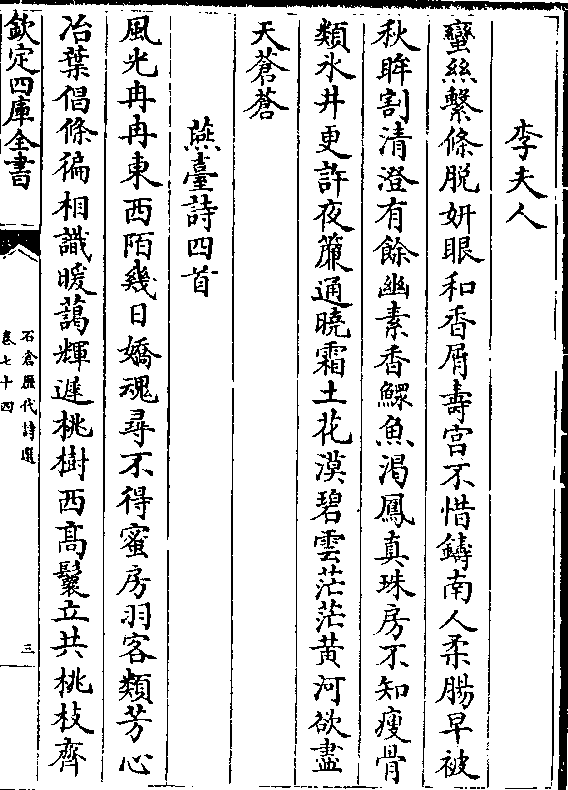 李夫人
蠻絲繫條脫妍眼和香屑壽宮不惜鑄南人柔腸早被
秋眸割清澄有餘幽素香鰥魚渴鳳真珠房不知瘦骨
類氷井更許夜簾通曉霜土花漠碧雲茫茫黄河欲盡
天蒼蒼
燕臺詩四首
風光冉冉東西陌幾日嬌魂尋不得蜜房羽客類芳心
冶葉倡條徧相識暖藹輝遲桃樹西髙鬟立共桃枝齊
欽定四庫全書
石倉歷代詩選
卷七十四
三